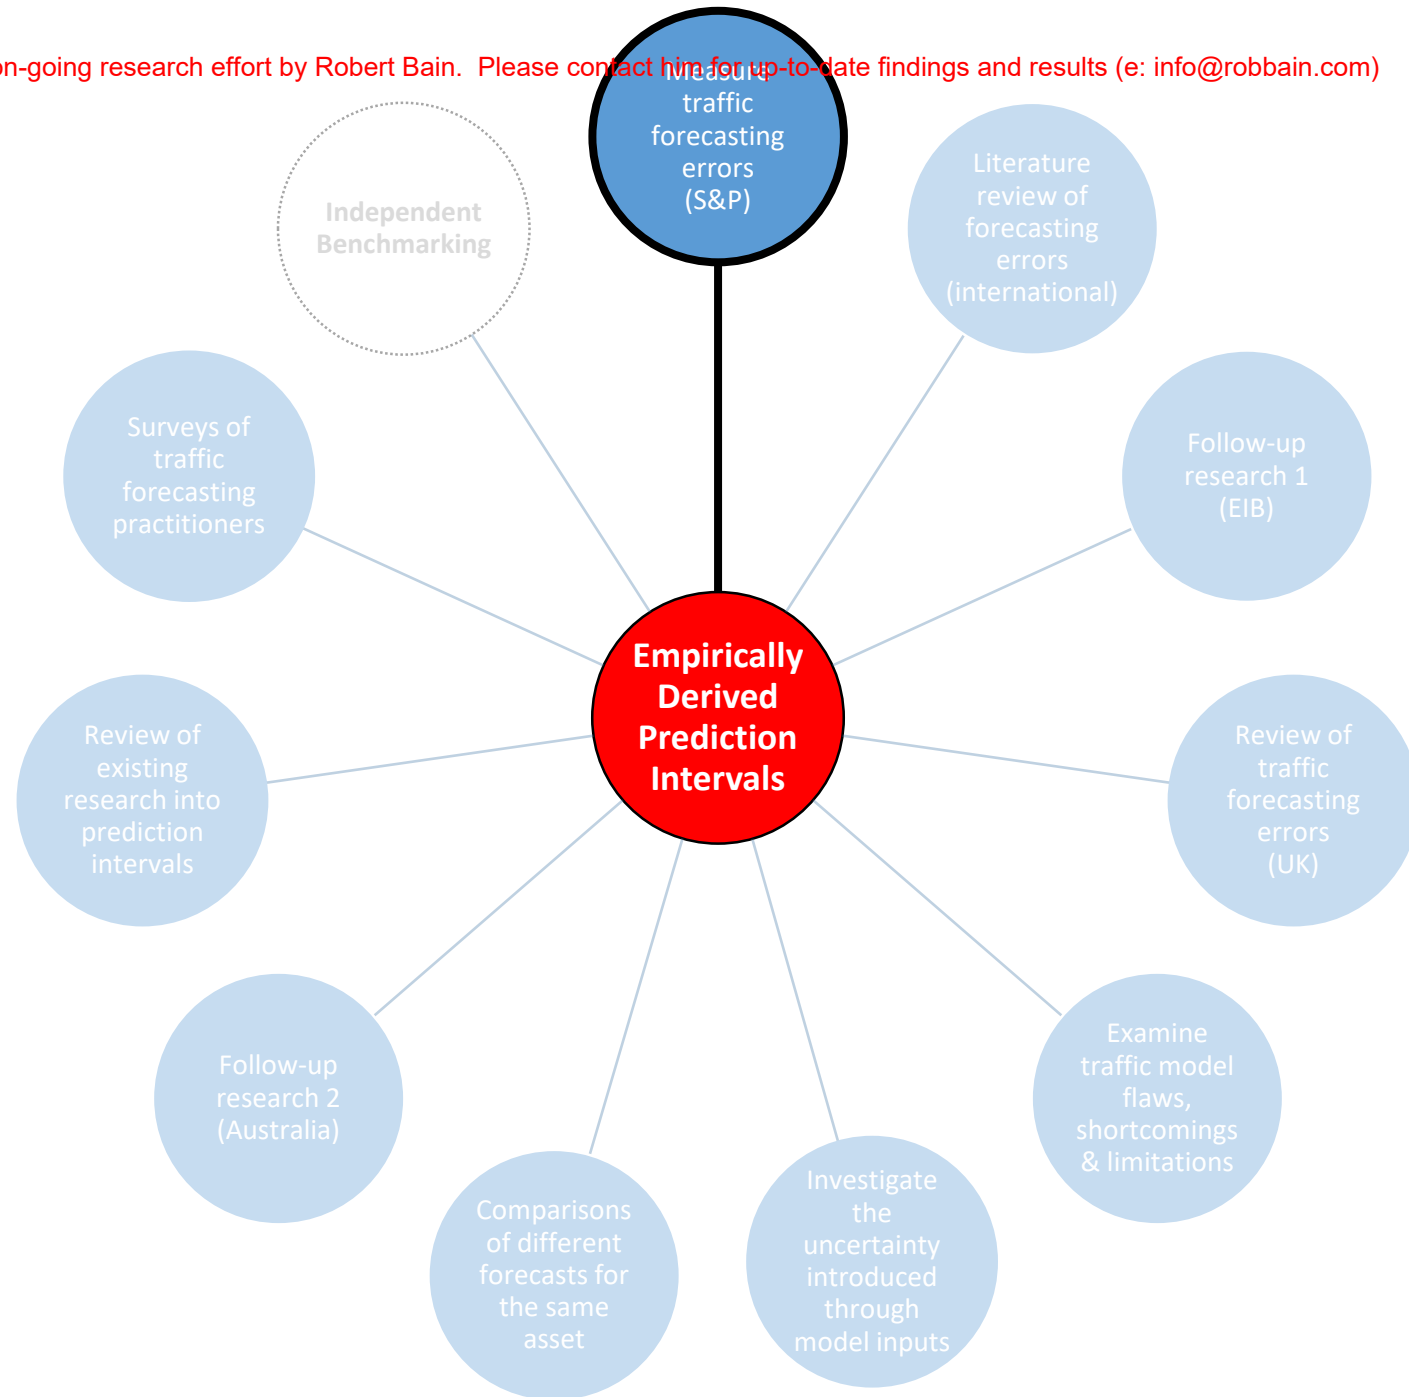 on-going research effort by Robert Bain.  Please contact him for up-to-date findings and results (e: info@robbain.com)
Measure
traffic
forecasting
errors
(S&P)
Literature
review of
forecasting
errors
(international)
Follow-up
research 1
(EIB)
Review of
traffic
forecasting
errors
(UK)
Examine
traffic model
flaws,
shortcomings
& limitations
Investigate
the
uncertainty
introduced
through
model inputs
Comparisons
of different
forecasts for
the same
asset
Follow-up
research 2
(Australia)
Review of
existing
research into
prediction
intervals
Surveys of
traffic
forecasting
practitioners
Independent
Benchmarking
Empirically
Derived
Prediction
Intervals